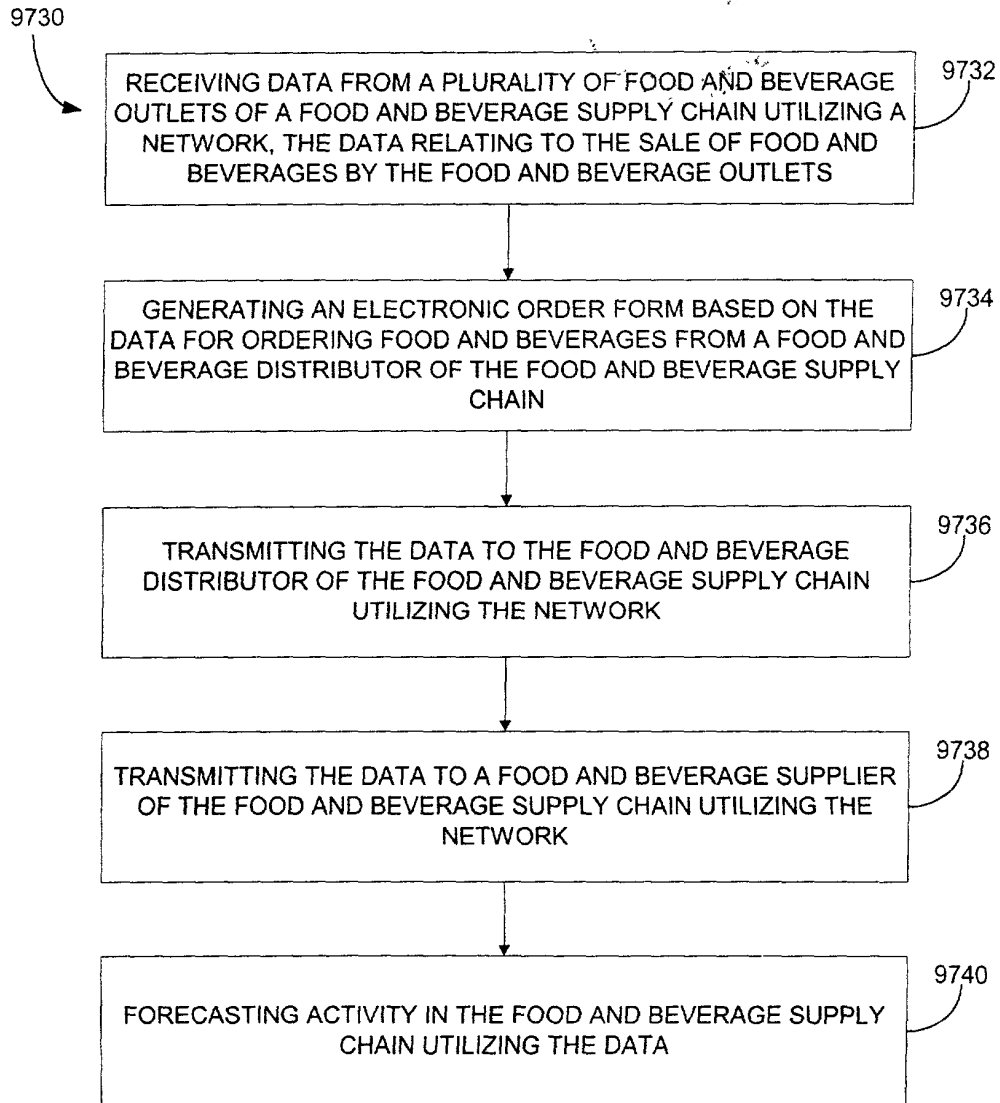 9730
RECEIVING DATA FROM A PLURALITY OF FOOD AND BEVERAGE
OUTLETS OF A FOOD AND BEVERAGE SUPPLY CHAIN UTILIZING A
NETWORK, THE DATA RELATING TO THE SALE OF FOOD AND
BEVERAGES BY THE FOOD AND BEVERAGE OUTLETS
9732
GENERATING AN ELECTRONIC ORDER FORM BASED ON THE
DATA FOR ORDERING FOOD AND BEVERAGES FROM A FOOD AND
BEVERAGE DISTRIBUTOR OF THE FOOD AND BEVERAGE SUPPLY
CHAIN
9734
TRANSMITTING THE DATA TO THE FOOD AND BEVERAGE
DISTRIBUTOR OF THE FOOD AND BEVERAGE SUPPLY CHAIN
UTILIZING THE NETWORK
9736
TRANSMITTING THE DATA TO A FOOD AND BEVERAGE SUPPLIER
OF THE FOOD AND BEVERAGE SUPPLY CHAIN UTILIZING THE
NETWORK
9738
FORECASTING ACTIVITY IN THE FOOD AND BEVERAGE SUPPLY
CHAIN UTILIZING THE DATA
9740